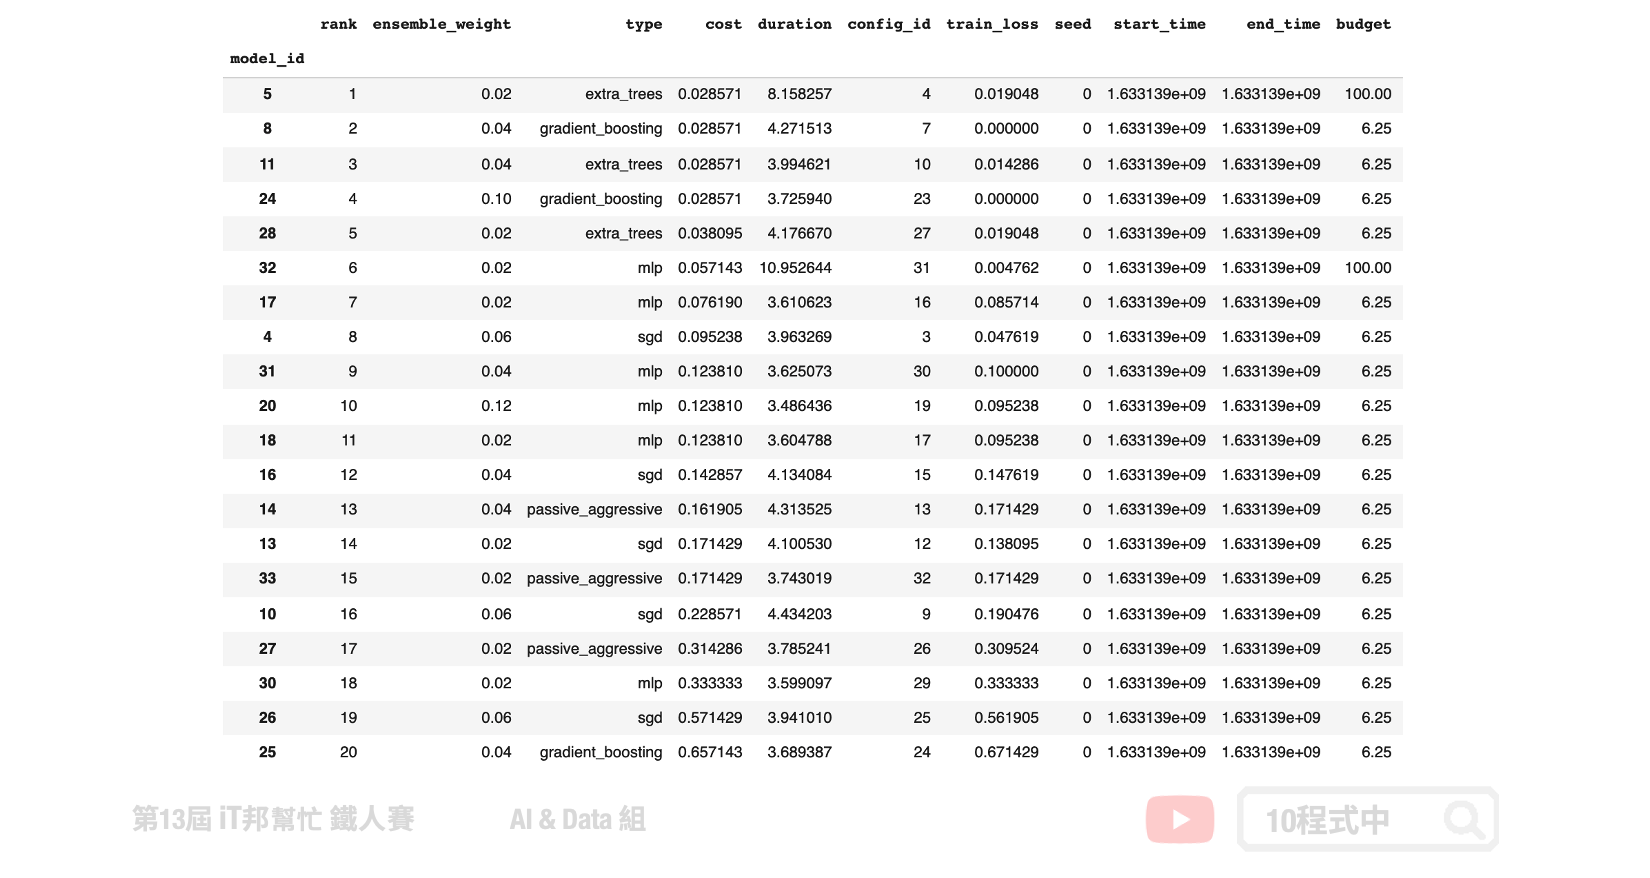 rank ensemble_weight type cost duration config_id train_loss seed start_time end_time budget
model_id
5 1 0.02 extra_trees 0.028571 8.158257 4 0.019048 0 1.633139e+09 1.633139e+09 100.00
8 2 0.04 gradient_boosting 0.028571 4.271513 7 0.000000 0 1.633139e+09 1.633139e+09 6.25
11 3 0.04 extra_trees 0.028571 3.994621 10 0.014286 0 1.633139e+09 1.633139e+09 6.25
24 4 0.10 gradient_boosting 0.028571 3.725940 23 0.000000 0 1.633139e+09 1.633139e+09 6.25
28 5 0.02 extra_trees 0.038095 4.176670 27 0.019048 0 1.633139e+09 1.633139e+09 6.25
32 6 0.02 mlp 0.057143 10.952644 31 0.004762 0 1.633139e+09 1.633139e+09 100.00
17 7 0.02 mlp 0.076190 3.610623 16 0.085714 0 1.633139e+09 1.633139e+09 6.25
4 8 0.06 sgd 0.095238 3.963269 3 0.047619 0 1.633139e+09 1.633139e+09 6.25
31 9 0.04 mlp 0.123810 3.625073 30 0.100000 0 1.633139e+09 1.633139e+09 6.25
20 10 0.12 mlp 0.123810 3.486436 19 0.095238 0 1.633139e+09 1.633139e+09 6.25
18 11 0.02 mlp 0.123810 3.604788 17 0.095238 0 1.633139e+09 1.633139e+09 6.25
16 12 0.04 sgd 0.142857 4.134084 15 0.147619 0 1.633139e+09 1.633139e+09 6.25
14 13 0.04 passive_aggressive 0.161905 4.313525 13 0.171429 0 1.633139e+09 1.633139e+09 6.25
13 14 0.02 sgd 0.171429 4.100530 12 0.138095 0 1.633139e+09 1.633139e+09 6.25
33 15 0.02 passive_aggressive 0.171429 3.743019 32 0.171429 0 1.633139e+09 1.633139e+09 6.25
10 16 0.06 sgd 0.228571 4.434203 9 0.190476 0 1.633139e+09 1.633139e+09 6.25
27 17 0.02 passive_aggressive 0.314286 3.785241 26 0.309524 0 1.633139e+09 1.633139e+09 6.25
30 18 0.02 mlp 0.333333 3.599097 29 0.333333 0 1.633139e+09 1.633139e+09 6.25
26 19 0.06 sgd 0.571429 3.941010 25 0.561905 0 1.633139e+09 1.633139e+09 6.25
25 20 0.04 gradient_boosting 0.657143 3.689387 24 0.671429 0 1.633139e+09 1.633139e+09 6.25
第13屆 iT邦幫忙 鐵人賽 AI & Data 組 10程式中